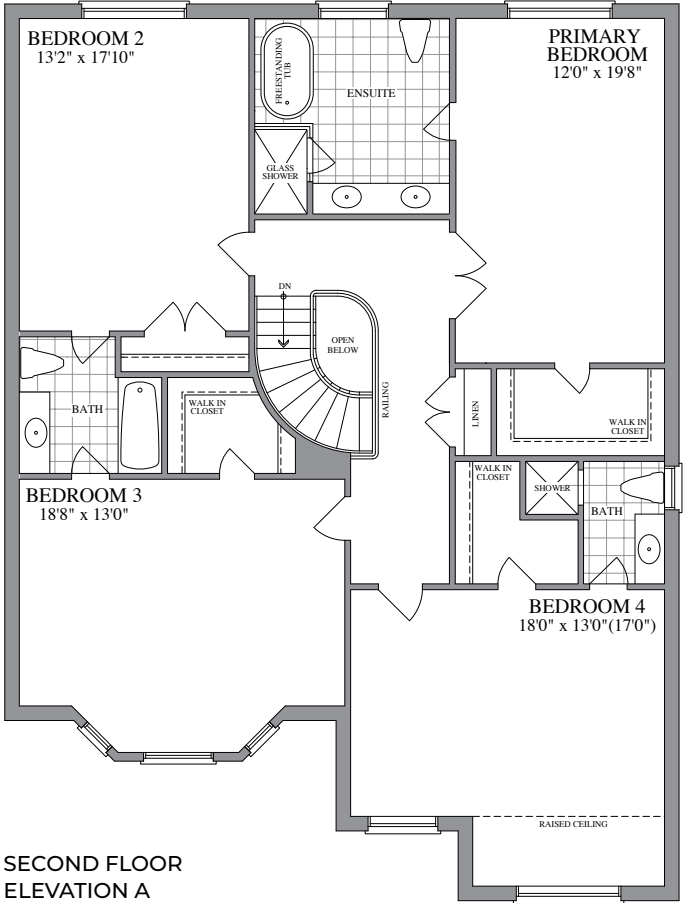 BEDROOM 2
13'2" x 17'10"
FREESTANDING
TUB
ENSUITE
PRIMARY
BEDROOM
12'0" x 19'8"
GLASS
SHOWER
DN
OPEN
BELOW
RAILING
BATH
WALK IN
CLOSET
LINEN
WALK IN
CLOSET
BEDROOM 3
18'8" x 13'0"
WALK IN
CLOSET
SHOWER
BATH
BEDROOM 4
18'0" x 13'0"(17'0")
RAISED CEILING
SECOND FLOOR
ELEVATION A